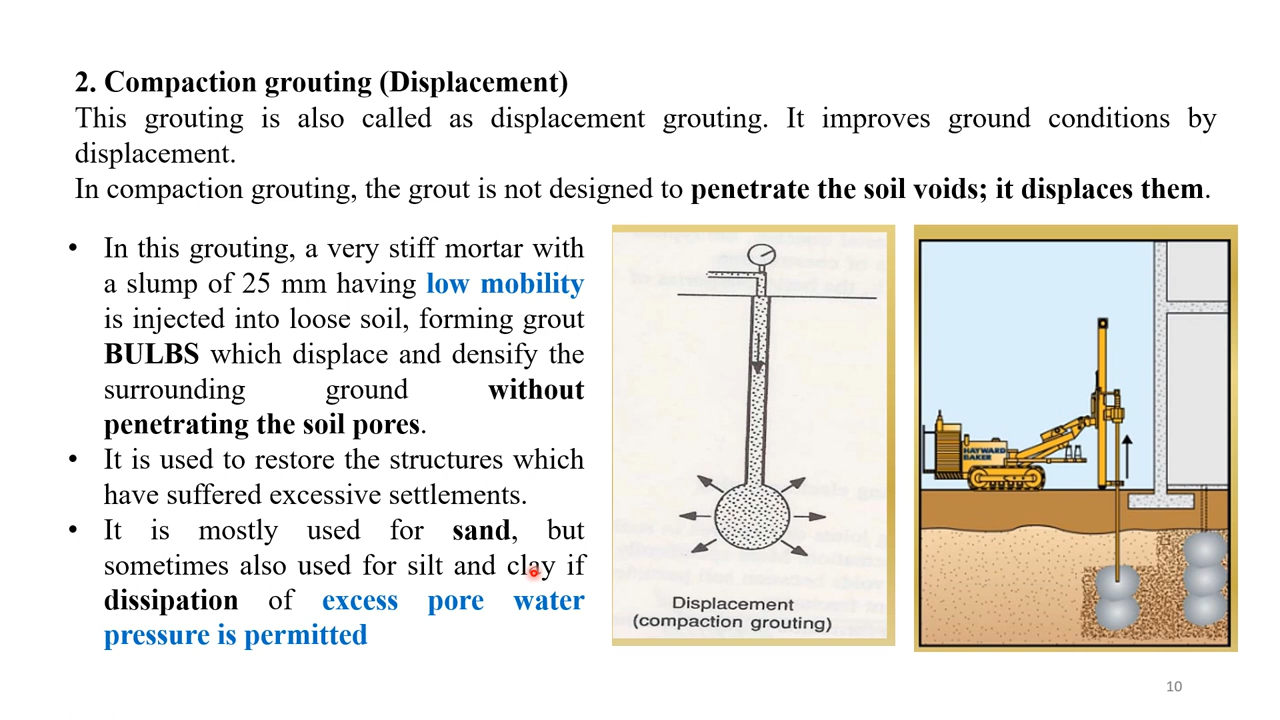 2. Compaction grouting (Displacement)
This grouting is also called as displacement grouting. It improves ground conditions by
displacement.
In compaction grouting, the grout is not designed to penetrate the soil voids; it displaces them.
• In this grouting, a very stiff mortar with
a slump of 25 mm having low mobility
is injected into loose soil, forming grout
BULBS which displace and densify the
surrounding ground without
penetrating the soil pores.
• It is used to restore the structures which
have suffered excessive settlements.
• It is mostly used for sand, but
sometimes also used for silt and clay if
dissipation of excess pore water
pressure is permitted
Displacement
(compaction grouting)
HAYWARD
BAKER
10